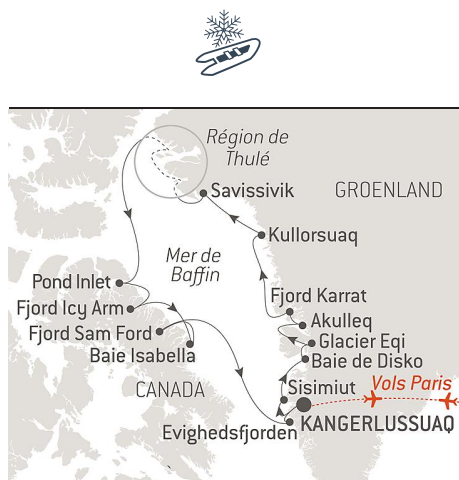 Région de
Thulé
Savissivik
GROENLAND
Kullorsuaq
Mer de
Baffin
Pond Inlet
Fjord Icy Arm
Fjord Karrat
Akulleq
Fjord Sam Ford
Glacier Eqi
Baie Isabella
Baie de Disko
CANADA
Sisimiut
Vols Paris
KANGERLUSSUAQ
Evighedsfjorden